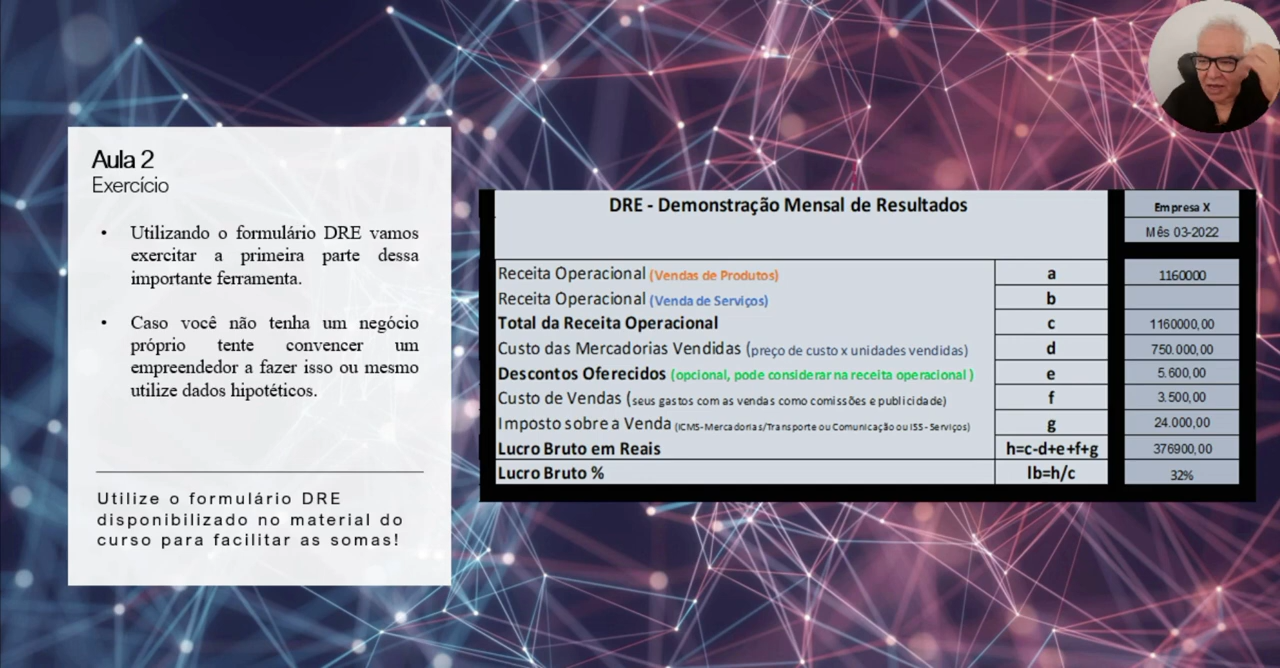 Aula 2
Exercício
• Utilizando o formulário DRE vamos
exercitar a primeira parte dessa
importante ferramenta.
• Caso você não tenha um negócio
próprio tente convencer um
empreendedor a fazer isso ou mesmo
utilize dados hipotéticos.
Utilize o formulário DRE
disponibilizado no material do
curso para facilitar as somas!
DRE - Demonstração Mensal de Resultados
Empresa X
Mês 03-2022
Receita Operacional (Vendas de Produtos) a 1160000
Receita Operacional (Venda de Serviços) b
Total da Receita Operacional c 1160000,00
Custo das Mercadorias Vendidas (preço de custo x unidades vendidas) d 750.000,00
Descontos Oferecidos (opcional, pode considerar na receita operacional ) e 5.600,00
Custo de Vendas (seus gastos com as vendas como comissões e publicidade) f 3.500,00
Imposto sobre a Venda (ICMS-Mercadorias/Transporte ou Comunicação ou ISS - Serviços) g 24.000,00
Lucro Bruto em Reais h=c-d+e+f+g 376900,00
Lucro Bruto % lb=h/c 32%